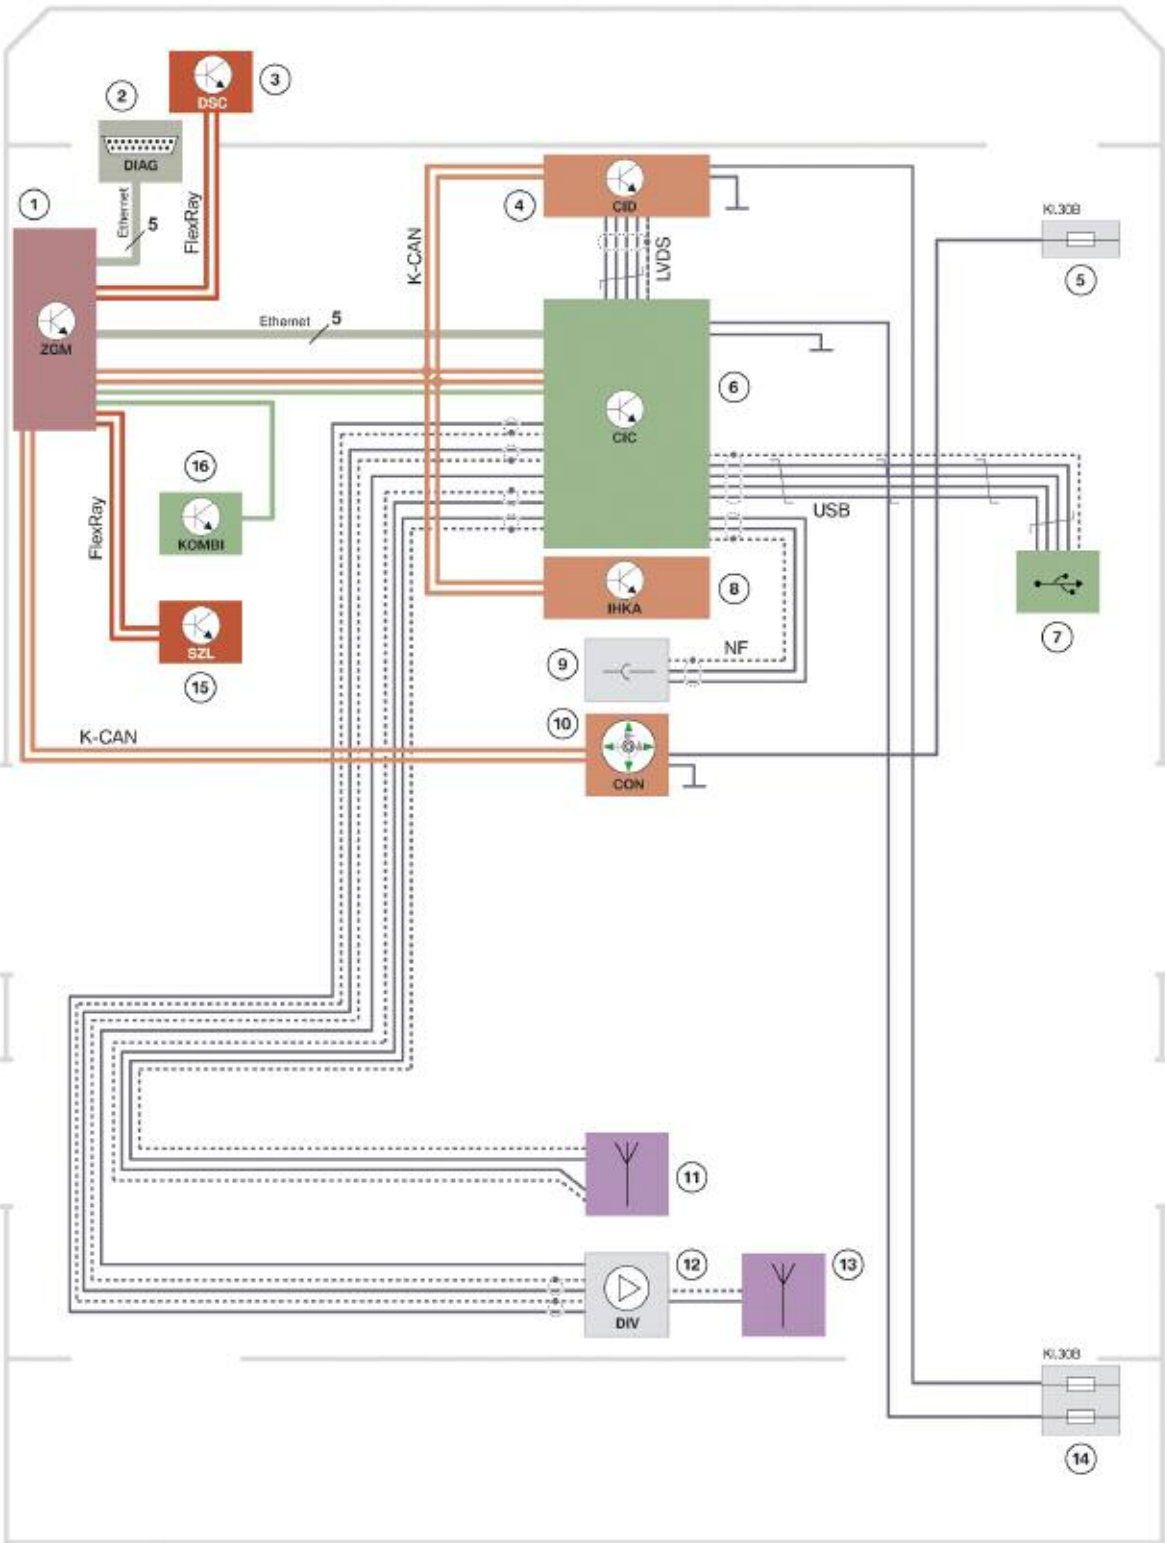 3
2
DSC
DIAG
1
Ethernet
5
FlexRay
4
CID
Kl.30B
K-CAN
LVDS
5
ZGM
Ethernet
5
6
CIC
16
USB
FlexRay
KOMBI
8
IHKA
7
SZL
9
NF
15
10
K-CAN
CON
11
12
13
DIV
Kl.30B
14